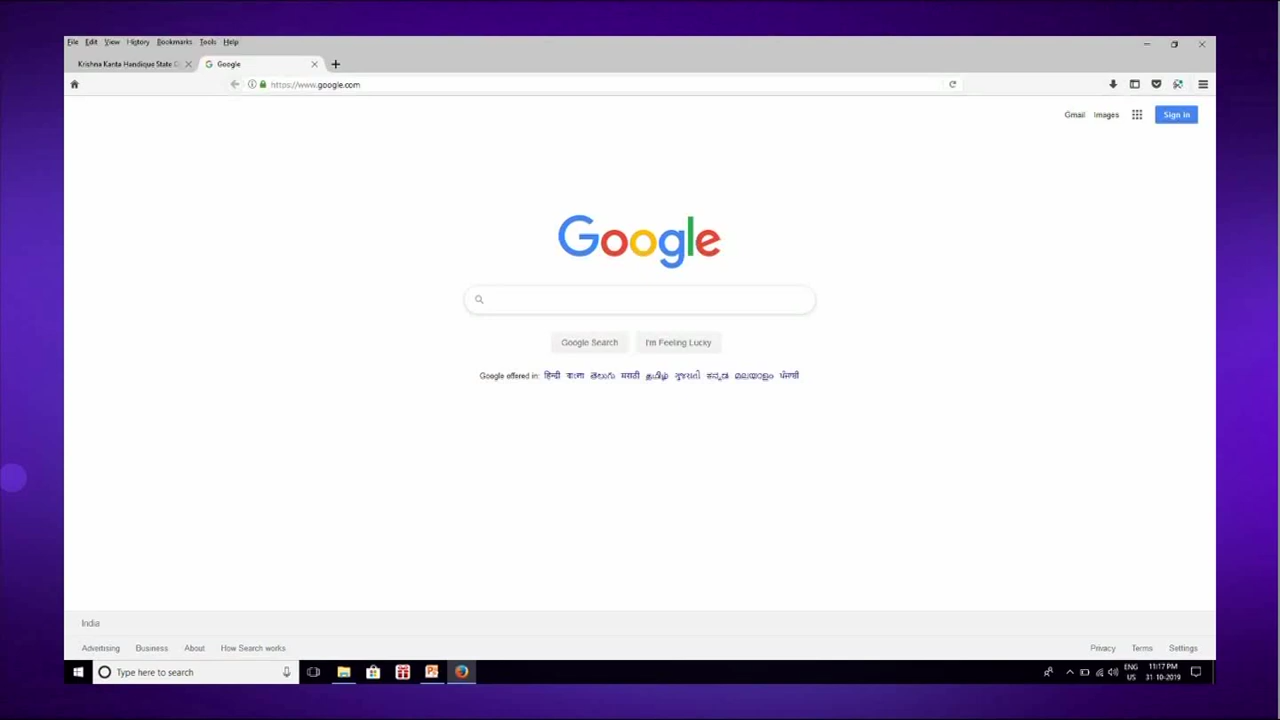 File Edit View History Bookmarks Tools Help
Krishna Kanta Handique State
Google
https://www.google.com
Gmail Images Sign in
Google
Google Search I'm Feeling Lucky
Google offered in: हिन्दी বাংলা తెలుగు मराठी தமிழ் ગુજરાતી ಕನ್ನಡ മലയാളം ਪੰਜਾਬੀ
India
Advertising Business About How Search works
Privacy Terms Settings
Type here to search
ENG
US
11:17 PM
31-10-2019